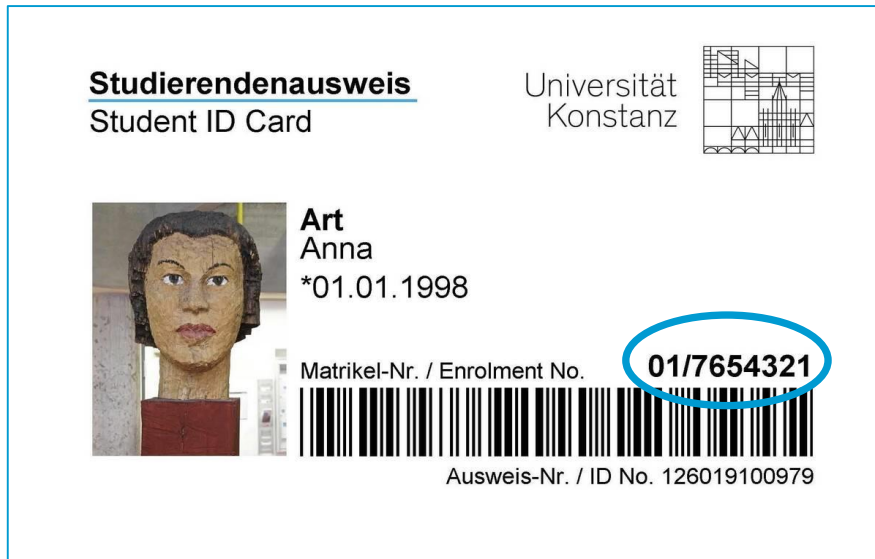 Studierendenausweis
Student ID Card
Universität
Konstanz
Art
Anna
*01.01.1998
Matrikel-Nr. / Enrolment No. 01/7654321
Ausweis-Nr. / ID No. 126019100979